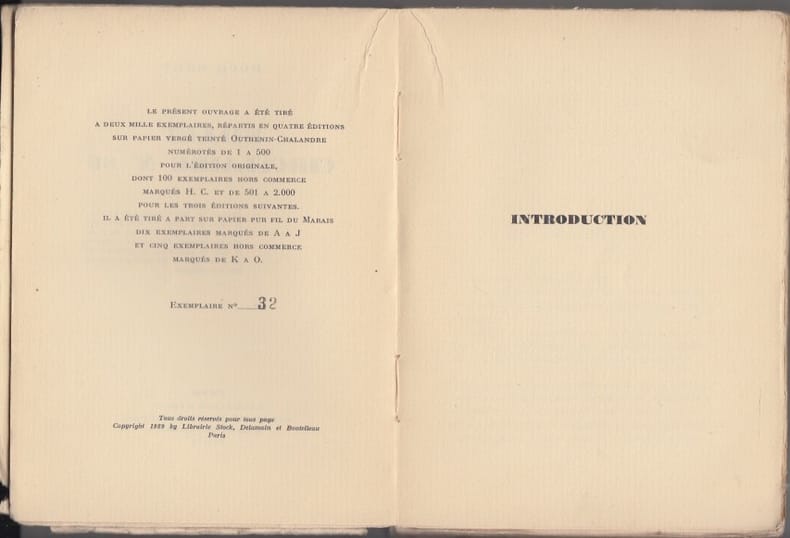 LE PRÉSENT OUVRAGE A ÉTÉ TIRÉ
A DEUX MILLE EXEMPLAIRES, RÉPARTIS EN QUATRE ÉDITIONS
SUR PAPIER VERGÉ TEINTÉ OUTHENIN-CHALANDRE
NUMÉROTÉS DE 1 A 500
POUR L'ÉDITION ORIGINALE,
DONT 100 EXEMPLAIRES HORS COMMERCE
MARQUÉS H. C. ET DE 501 A 2.000
POUR LES TROIS ÉDITIONS SUIVANTES.
IL A ÉTÉ TIRÉ A PART SUR PAPIER PUR FIL DU MARAIS
DIX EXEMPLAIRES MARQUÉS DE A A J
ET CINQ EXEMPLAIRES HORS COMMERCE
MARQUÉS DE K A O.
EXEMPLAIRE N° 32
Tous droits réservés pour tous pays
Copyright 1929 by Librairie Stock, Delamain et Boutelleau
Paris
INTRODUCTION